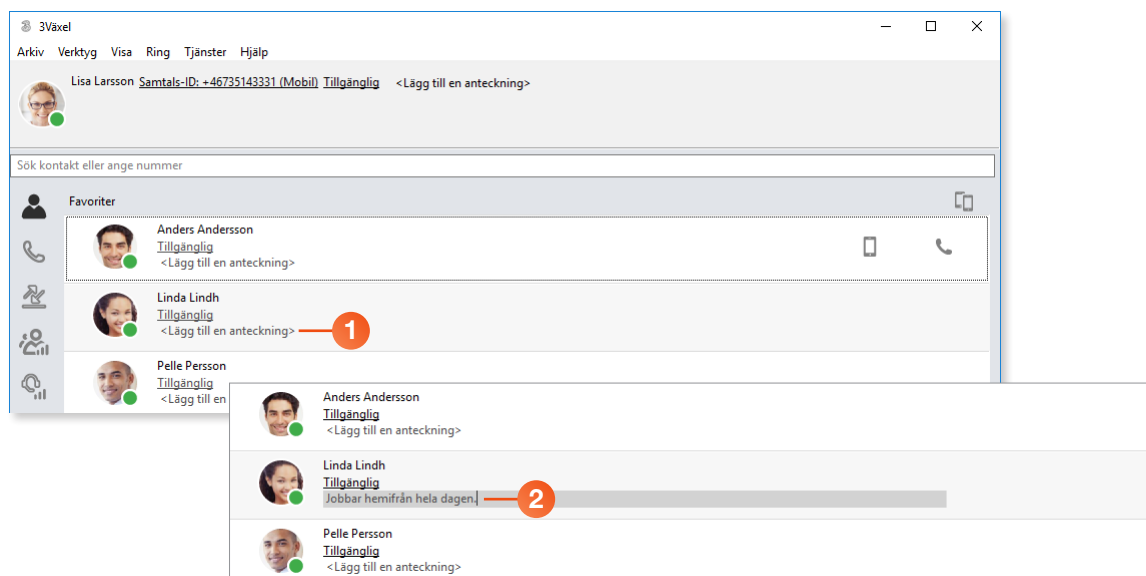 3Växel
Arkiv Verktyg Visa Ring Tjänster Hjälp
Lisa Larsson Samtals-ID: +46735143331 (Mobil) Tillgänglig <Lägg till en anteckning>
Sök kontakt eller ange nummer
Favoriter
Anders Andersson
Tillgänglig
<Lägg till en anteckning>
Linda Lindh
Tillgänglig
<Lägg till en anteckning> 1
Pelle Persson
Tillgänglig
<Lägg till en
Anders Andersson
Tillgänglig
<Lägg till en anteckning>
Linda Lindh
Tillgänglig
Jobbar hemifrån hela dagen. 2
Pelle Persson
Tillgänglig
<Lägg till en anteckning>